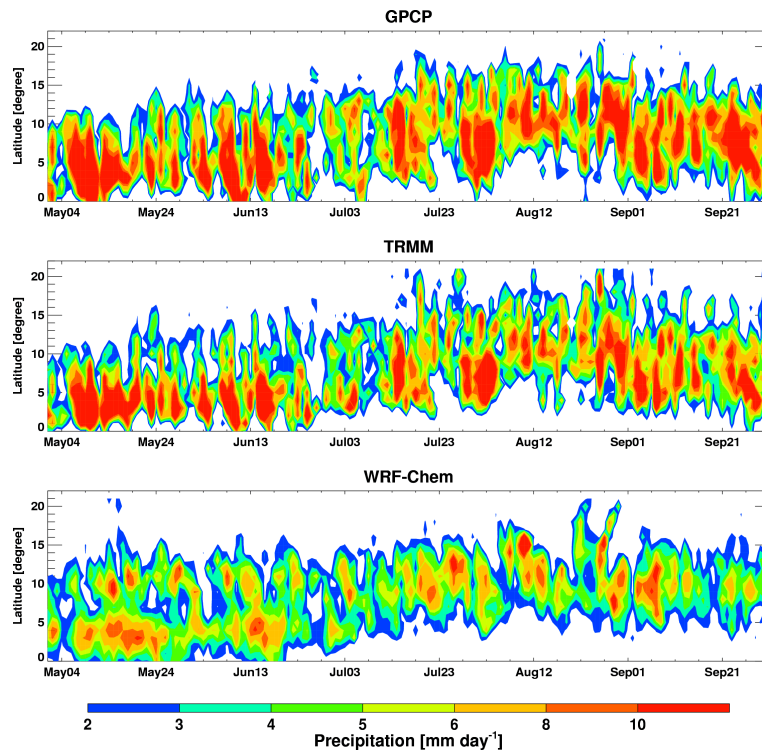 GPCP
Latitude [degree]
20
15
10
5
0
May04 May24 Jun13 Jul03 Jul23 Aug12 Sep01 Sep21
TRMM
Latitude [degree]
20
15
10
5
0
May04 May24 Jun13 Jul03 Jul23 Aug12 Sep01 Sep21
WRF-Chem
Latitude [degree]
20
15
10
5
0
May04 May24 Jun13 Jul03 Jul23 Aug12 Sep01 Sep21
2 3 4 5 6 8 10
Precipitation [mm day⁻¹]